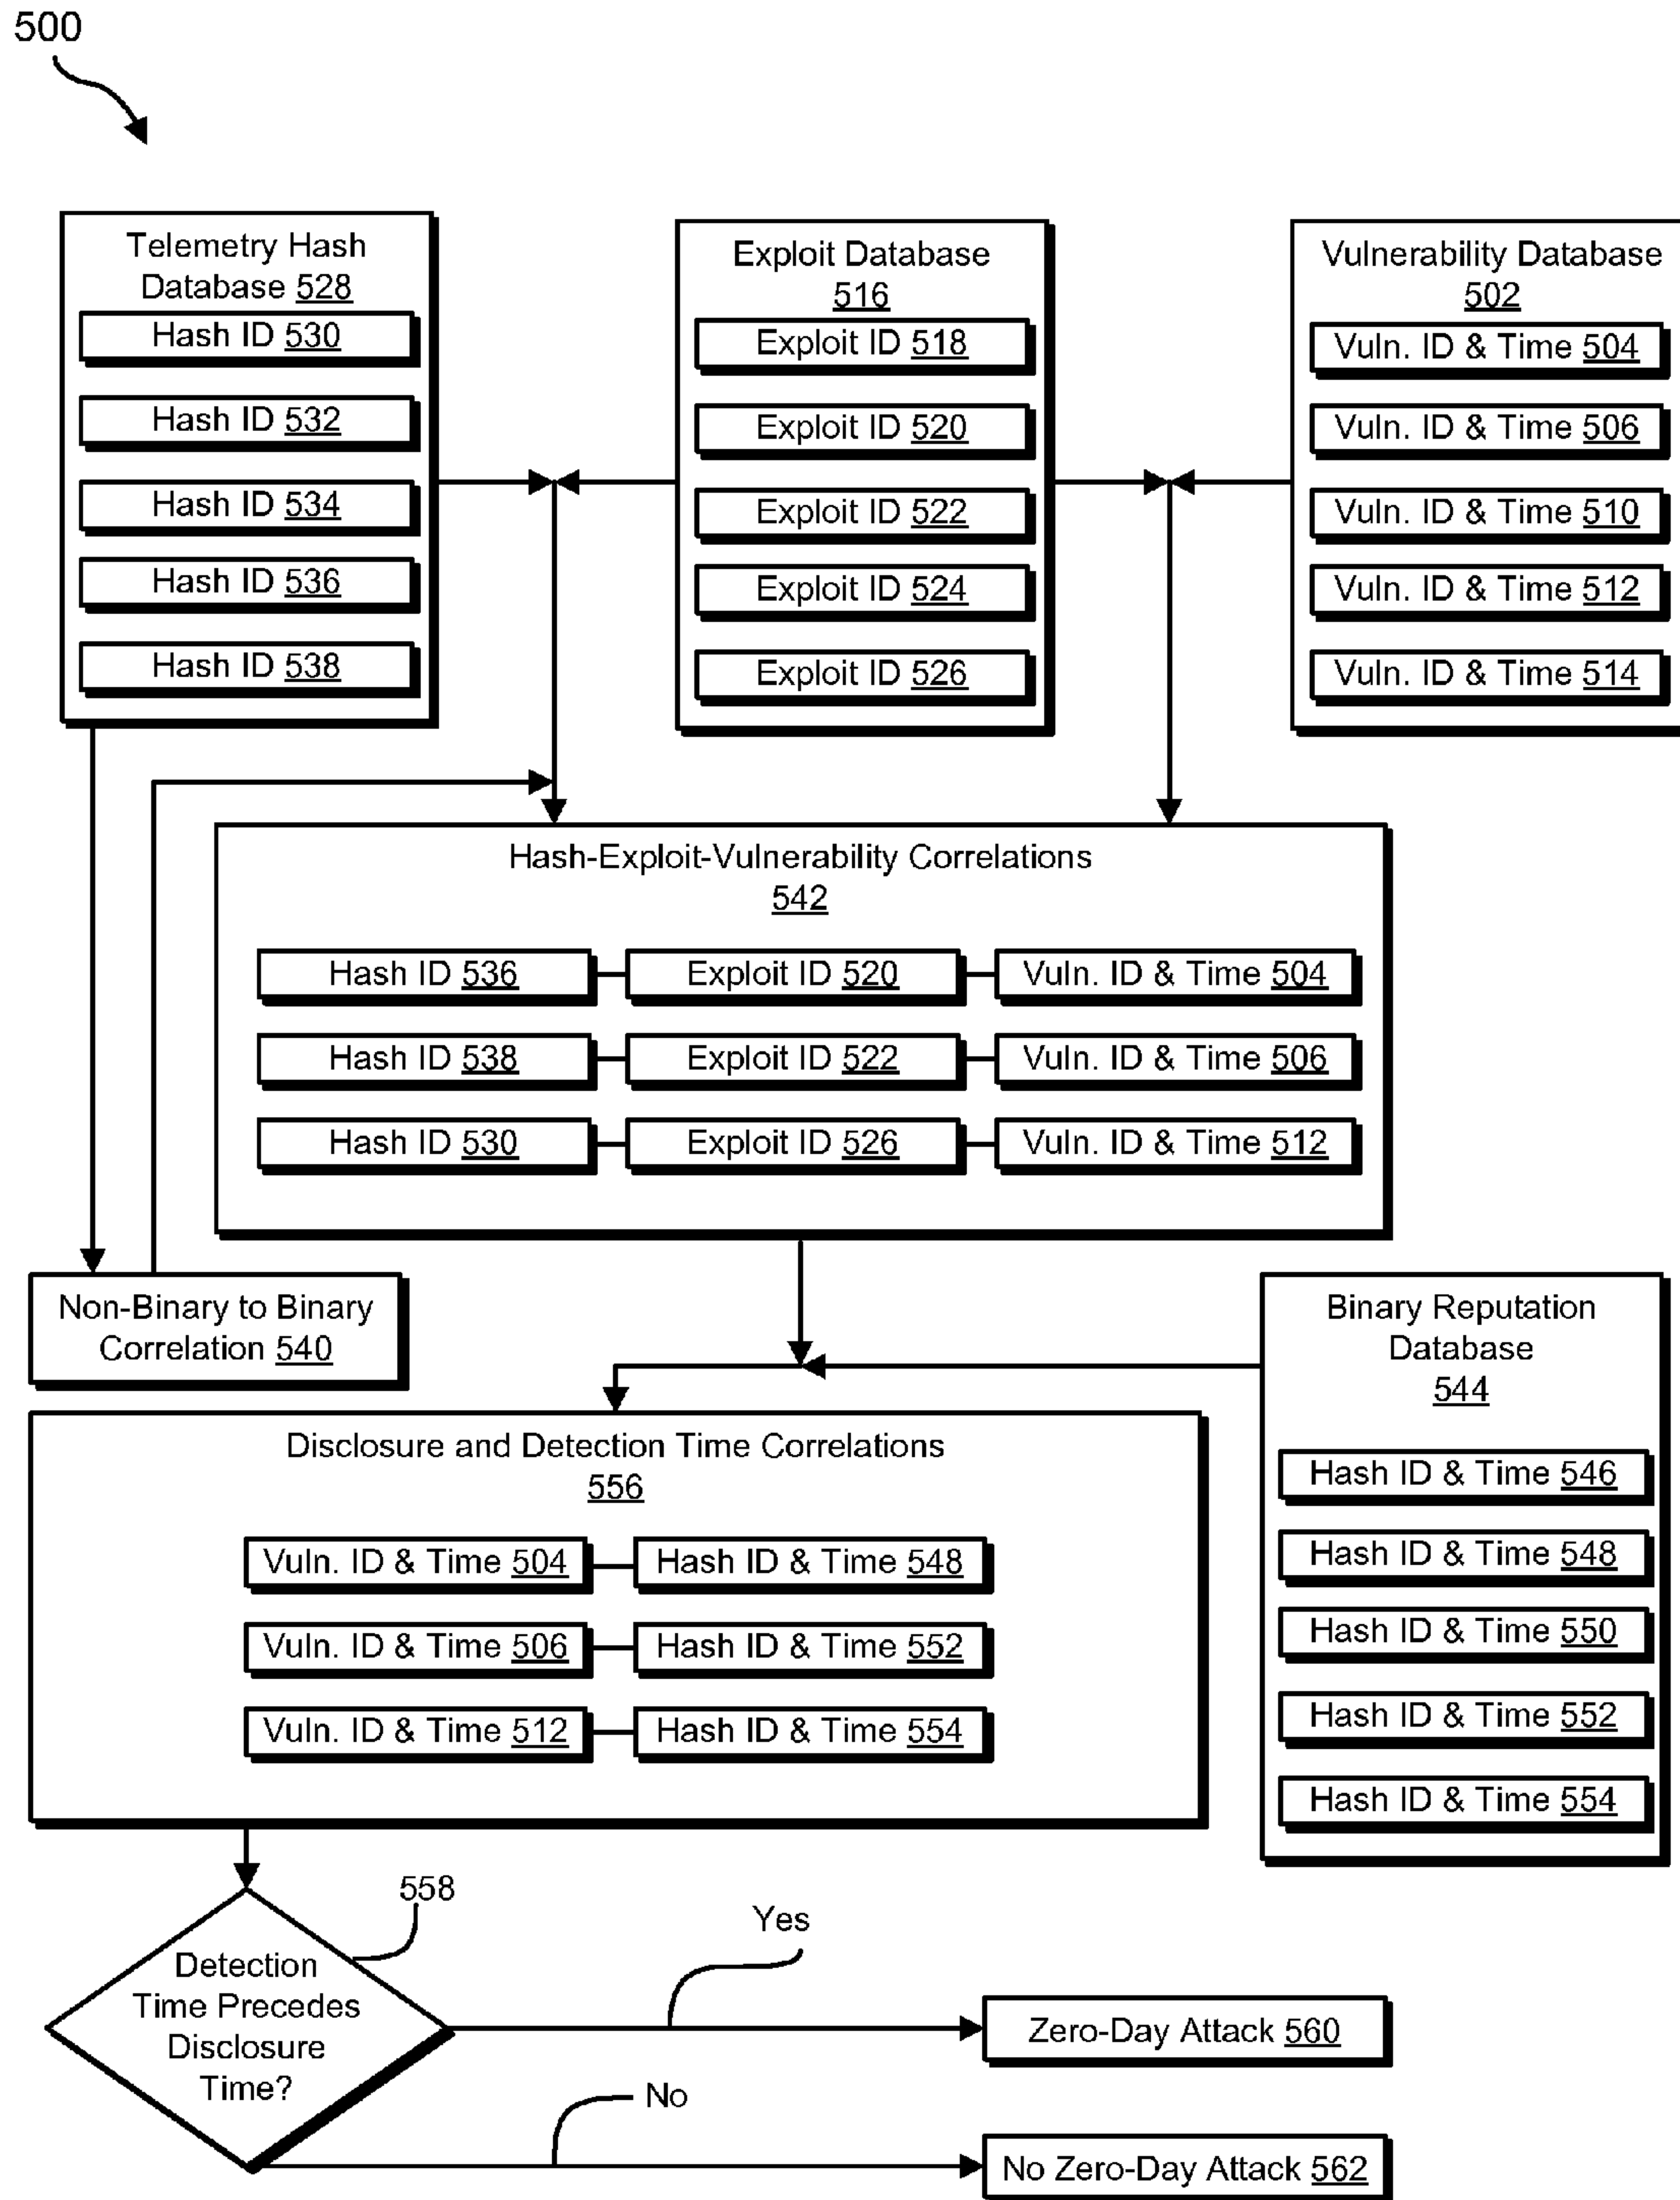 500
Telemetry Hash
Database 528
Hash ID 530
Hash ID 532
Hash ID 534
Hash ID 536
Hash ID 538
Exploit Database
516
Exploit ID 518
Exploit ID 520
Exploit ID 522
Exploit ID 524
Exploit ID 526
Vulnerability Database
502
Vuln. ID & Time 504
Vuln. ID & Time 506
Vuln. ID & Time 510
Vuln. ID & Time 512
Vuln. ID & Time 514
Hash-Exploit-Vulnerability Correlations
542
Hash ID 536 Exploit ID 520 Vuln. ID & Time 504
Hash ID 538 Exploit ID 522 Vuln. ID & Time 506
Hash ID 530 Exploit ID 526 Vuln. ID & Time 512
Non-Binary to Binary
Correlation 540
Binary Reputation
Database
544
Hash ID & Time 546
Hash ID & Time 548
Hash ID & Time 550
Hash ID & Time 552
Hash ID & Time 554
Disclosure and Detection Time Correlations
556
Vuln. ID & Time 504 Hash ID & Time 548
Vuln. ID & Time 506 Hash ID & Time 552
Vuln. ID & Time 512 Hash ID & Time 554
558
Detection
Time Precedes
Disclosure
Time?
Yes
Zero-Day Attack 560
No
No Zero-Day Attack 562